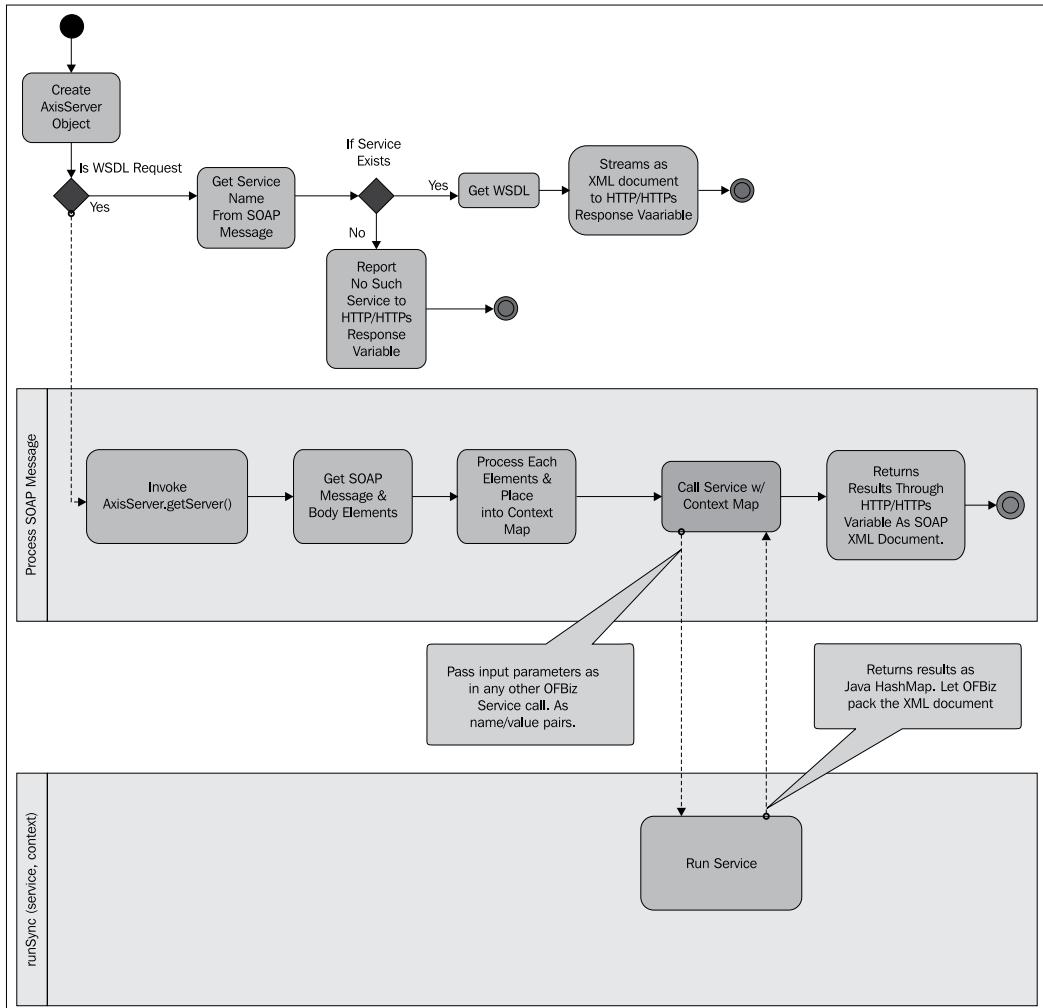 Create
AxisServer
Object
Is WSDL Request
Yes
Get Service
Name
From SOAP
Message
If Service
Exists
Yes
No
Get WSDL
Streams as
XML document
to HTTP/HTTPs
Response Vaariable
Report
No Such
Service to
HTTP/HTTPs
Response
Variable
Process SOAP Message
Invoke
AxisServer.getServer()
Get SOAP
Message &
Body Elements
Process Each
Elements &
Place
into Context
Map
Call Service w/
Context Map
Returns
Results Through
HTTP/HTTPs
Variable As SOAP
XML Document.
Pass input parameters as
in any other OFBiz
Service call. As
name/value pairs.
Returns results as
Java HashMap. Let OFBiz
pack the XML document
runSync (service, context)
Run Service